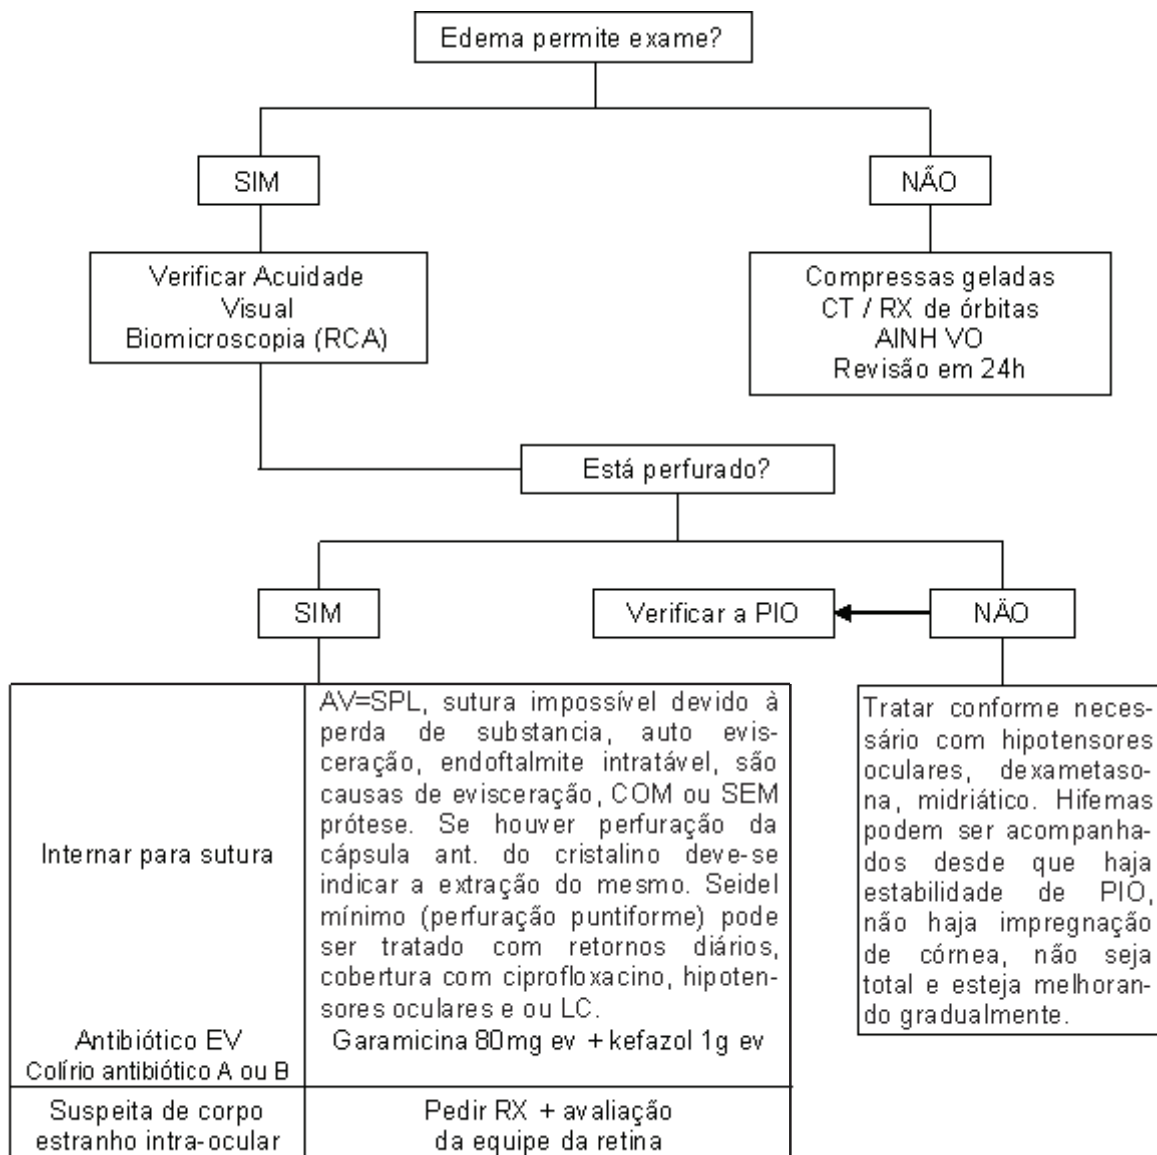 Edema permite exame?
SIM
NÃO
Verificar Acuidade
Visual
Biomicroscopia (RCA)
Compressas geladas
CT / RX de órbitas
AINH VO
Revisão em 24h
Está perfurado?
SIM
Verificar a PIO
NÃO
Internar para sutura
Antibiótico EV
Colírio antibiótico A ou B
AV=SPL, sutura impossível devido à
perda de substancia, auto evis-
ceração, endoftalmite intratável, são
causas de evisceração, COM ou SEM
prótese. Se houver perfuração da
cápsula ant. do cristalino deve-se
indicar a extração do mesmo. Seidel
mínimo (perfuração puntiforme) pode
ser tratado com retornos diários,
cobertura com ciprofloxacino, hipoten-
sores oculares e ou LC.
Garamicina 80mg ev + kefazol 1g ev
Tratar conforme neces-
sário com hipotensores
oculares, dexametaso-
na, midriático. Hifemas
podem ser acompanha-
dos desde que haja
estabilidade de PIO,
não haja impregnação
de córnea, não seja
total e esteja melhoran-
do gradualmente.
Suspeita de corpo
estranho intra-ocular
Pedir RX + avaliação
da equipe da retina